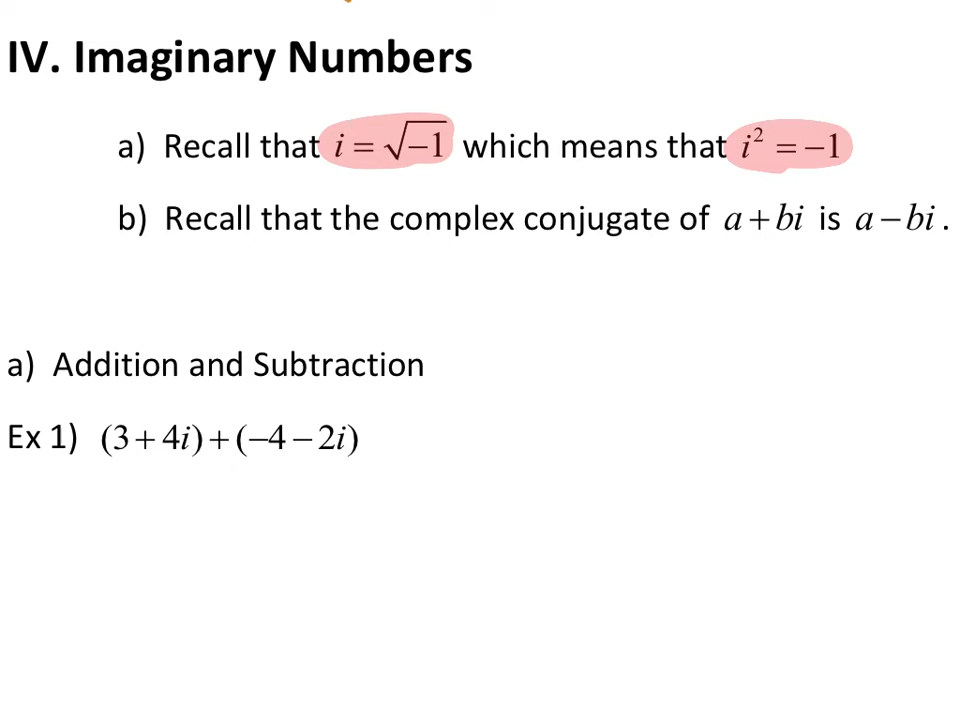 IV. Imaginary Numbers
a) Recall that i = √−1 which means that i² = −1
b) Recall that the complex conjugate of a + bi is a − bi .
a) Addition and Subtraction
Ex 1) (3 + 4i) + (−4 − 2i)